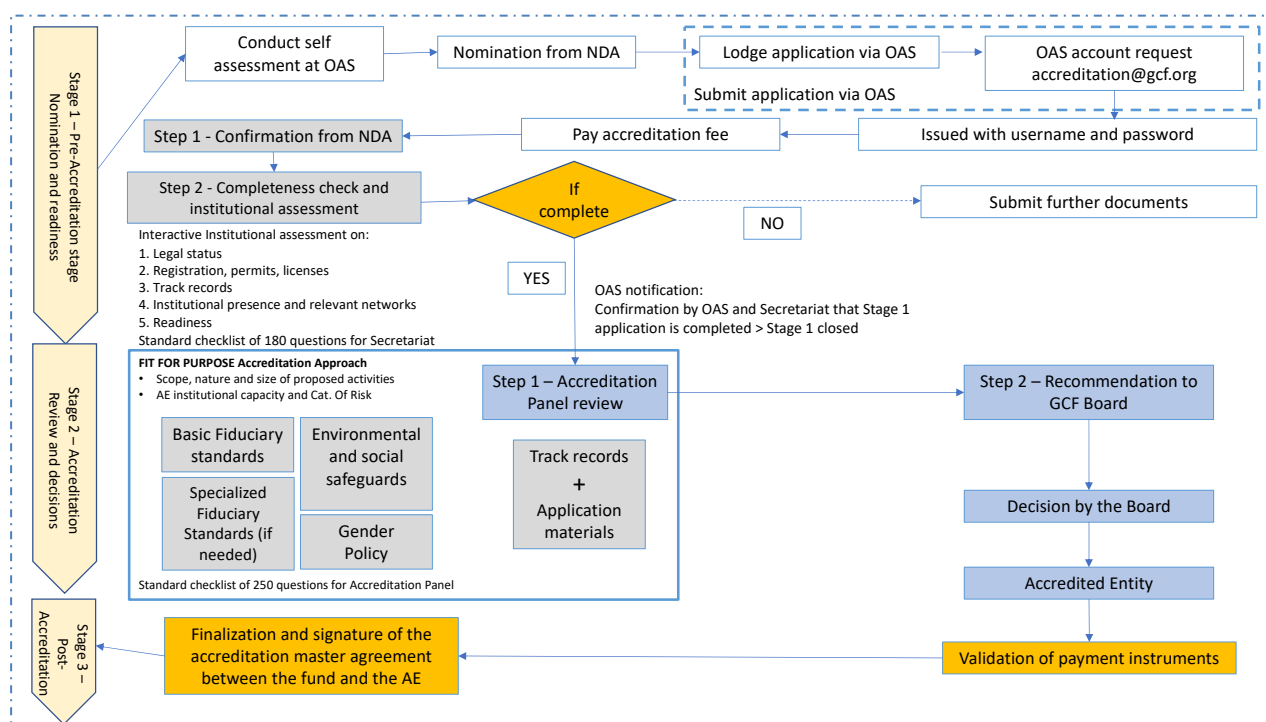 Stage 1 – Pre-Accreditation stage
Nomination and readiness
Conduct self
assessment at OAS
Nomination from NDA
Lodge application via OAS
OAS account request
accreditation@gcf.org
Submit application via OAS
Step 1 - Confirmation from NDA
Pay accreditation fee
Issued with username and password
Step 2 - Completeness check and
institutional assessment
If
complete
NO
Submit further documents
Interactive Institutional assessment on:
1. Legal status
2. Registration, permits, licenses
3. Track records
4. Institutional presence and relevant networks
5. Readiness
Standard checklist of 180 questions for Secretariat
YES
OAS notification:
Confirmation by OAS and Secretariat that Stage 1
application is completed > Stage 1 closed
Stage 2 – Accreditation
Review and decisions
FIT FOR PURPOSE Accreditation Approach
• Scope, nature and size of proposed activities
• AE institutional capacity and Cat. Of Risk
Basic Fiduciary
standards
Environmental
and social
safeguards
Specialized
Fiduciary
Standards (if
needed)
Gender
Policy
Standard checklist of 250 questions for Accreditation Panel
Step 1 – Accreditation
Panel review
Track records
+
Application
materials
Step 2 – Recommendation to
GCF Board
Decision by the Board
Accredited Entity
Stage 3 –
Post-
Accreditation
Finalization and signature of the
accreditation master agreement
between the fund and the AE
Validation of payment instruments